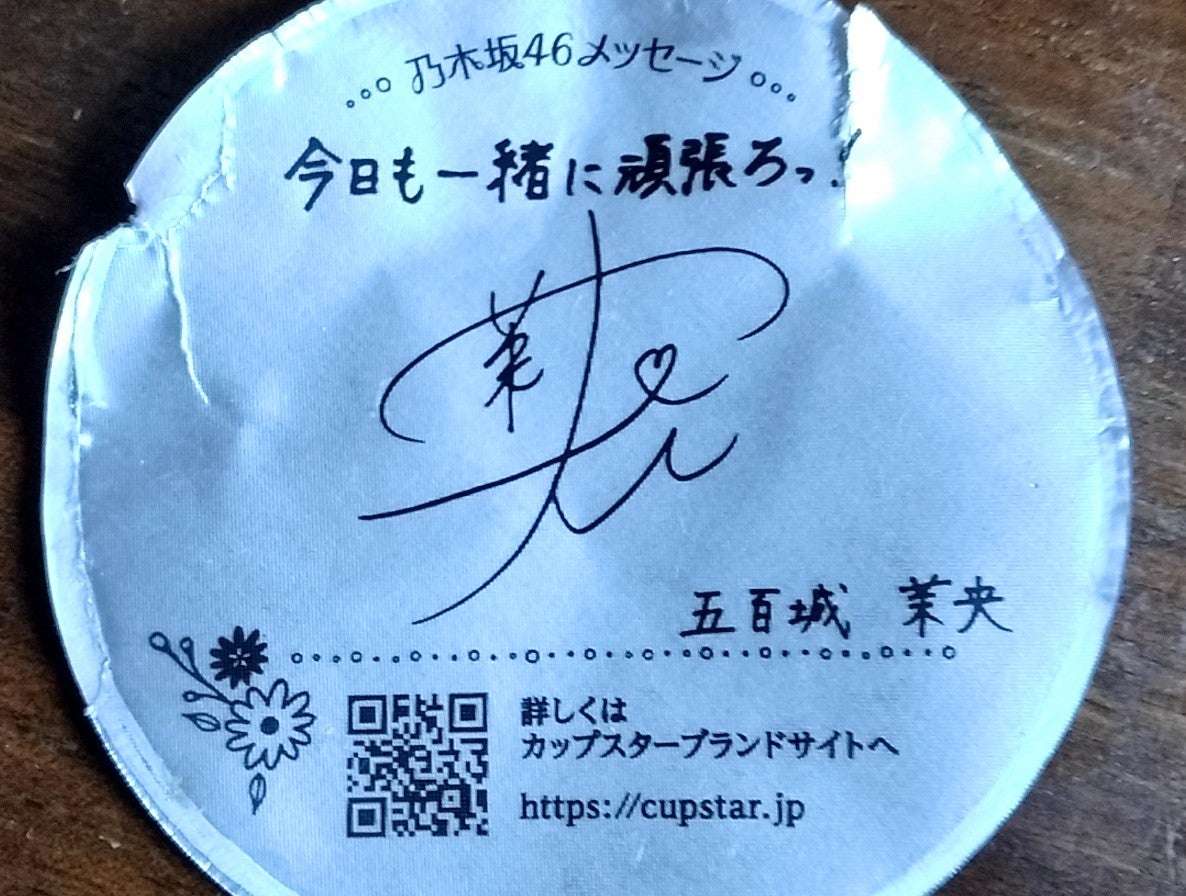 乃木坂46メッセージ
今日も一緒に頑張ろっ!
五百城 茉央
詳しくは
カップスターブランドサイトへ
https://cupstar.jp